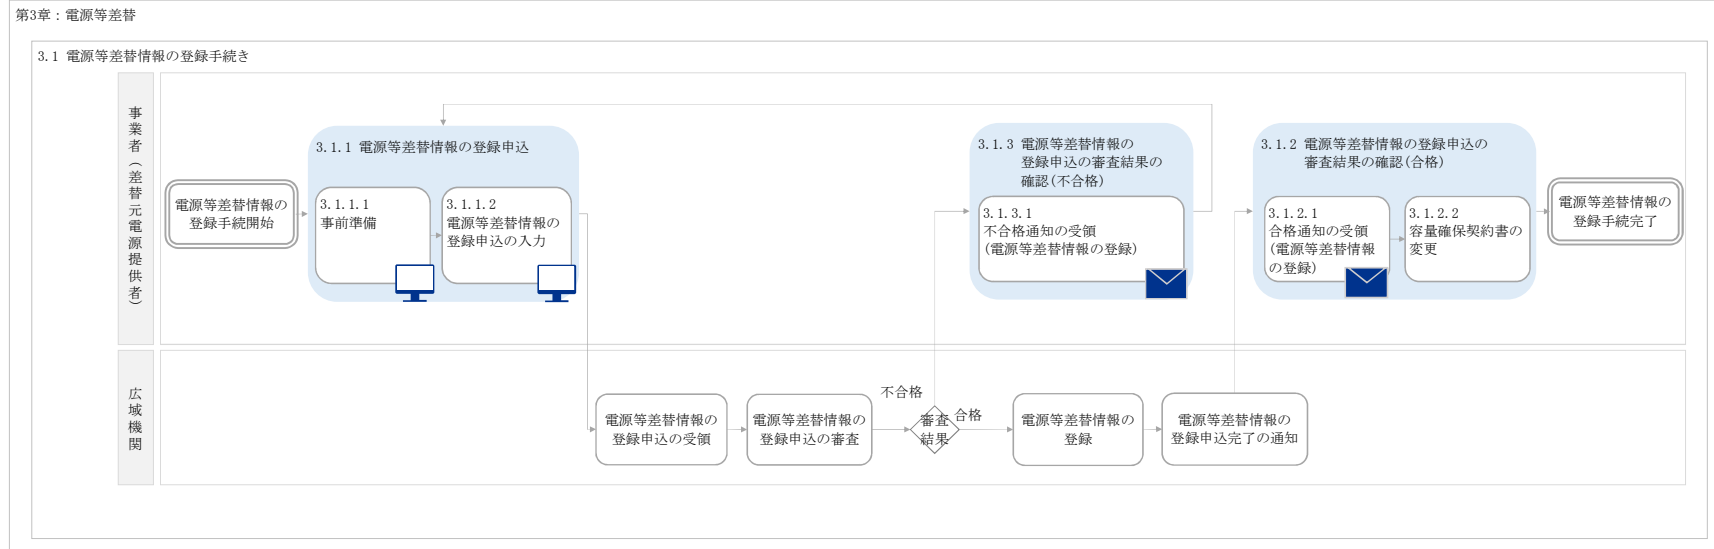 第3章：電源等差替
3.1 電源等差替情報の登録手続き
事業者（差替元電源提供者）
電源等差替情報の
登録手続開始
3.1.1 電源等差替情報の登録申込
3.1.1.1
事前準備
3.1.1.2
電源等差替情報の
登録申込の入力
3.1.3 電源等差替情報の
登録申込の審査結果の
確認(不合格)
3.1.3.1
不合格通知の受領
(電源等差替情報の登録)
3.1.2 電源等差替情報の登録申込の
審査結果の確認(合格)
3.1.2.1
合格通知の受領
(電源等差替情報
の登録)
3.1.2.2
容量確保契約書の
変更
電源等差替情報の
登録手続完了
広域機関
電源等差替情報の
登録申込の受領
電源等差替情報の
登録申込の審査
不合格
審査
結果
合格
電源等差替情報の
登録
電源等差替情報の
登録申込完了の通知